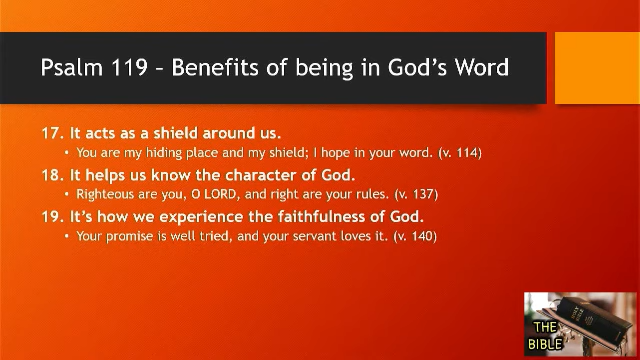 Psalm 119 – Benefits of being in God's Word
17. It acts as a shield around us.
• You are my hiding place and my shield; I hope in your word. (v. 114)
18. It helps us know the character of God.
• Righteous are you, O LORD, and right are your rules. (v. 137)
19. It's how we experience the faithfulness of God.
• Your promise is well tried, and your servant loves it. (v. 140)
THE
BIBLE
HOLY
BIBLE